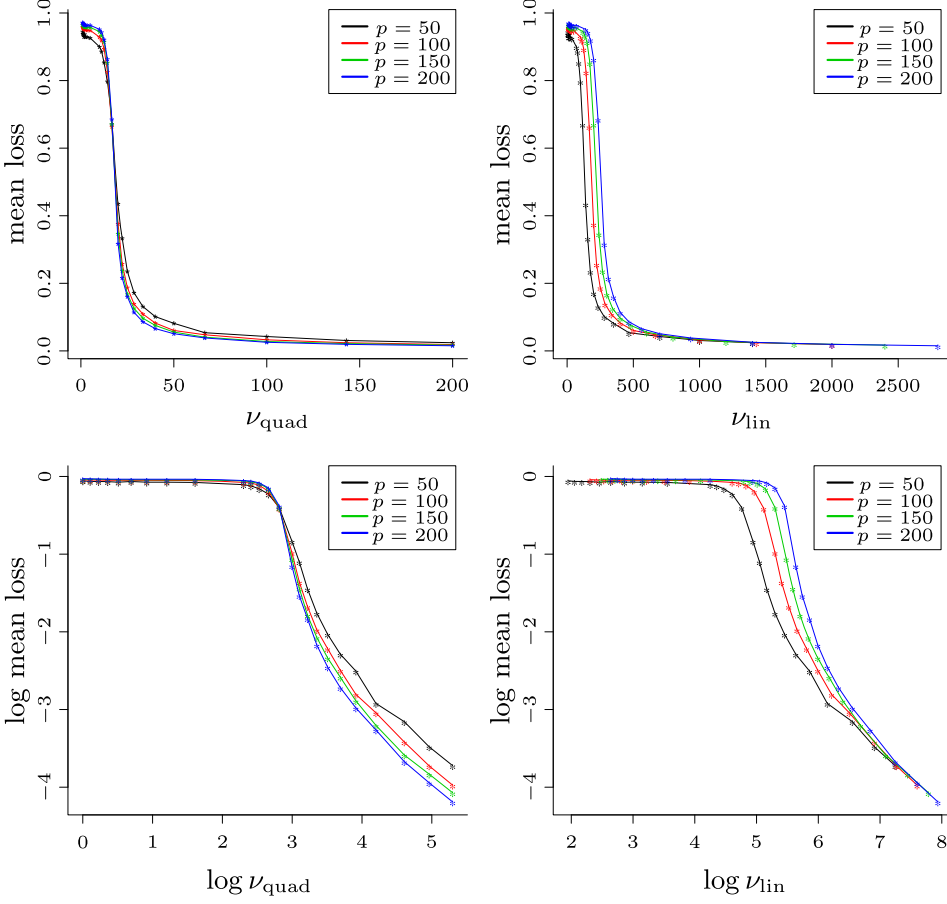 mean loss
0.0 0.2 0.4 0.6 0.8 1.0
p = 50
p = 100
p = 150
p = 200
0 50 100 150 200
ν_quad
mean loss
0.0 0.2 0.4 0.6 0.8 1.0
p = 50
p = 100
p = 150
p = 200
0 500 1000 1500 2000 2500
ν_lin
log mean loss
−4 −3 −2 −1 0
p = 50
p = 100
p = 150
p = 200
0 1 2 3 4 5
log ν_quad
log mean loss
−4 −3 −2 −1 0
p = 50
p = 100
p = 150
p = 200
2 3 4 5 6 7 8
log ν_lin